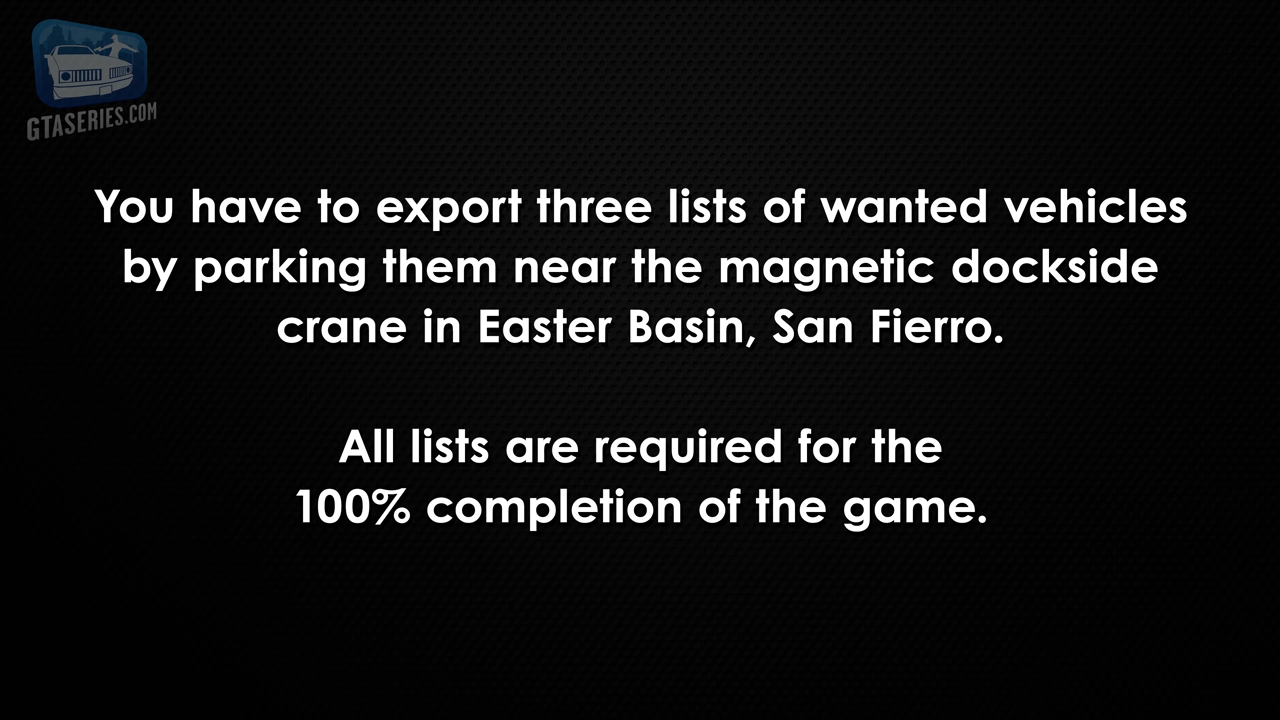 GTASERIES.COM
You have to export three lists of wanted vehicles
by parking them near the magnetic dockside
crane in Easter Basin, San Fierro.
All lists are required for the
100% completion of the game.